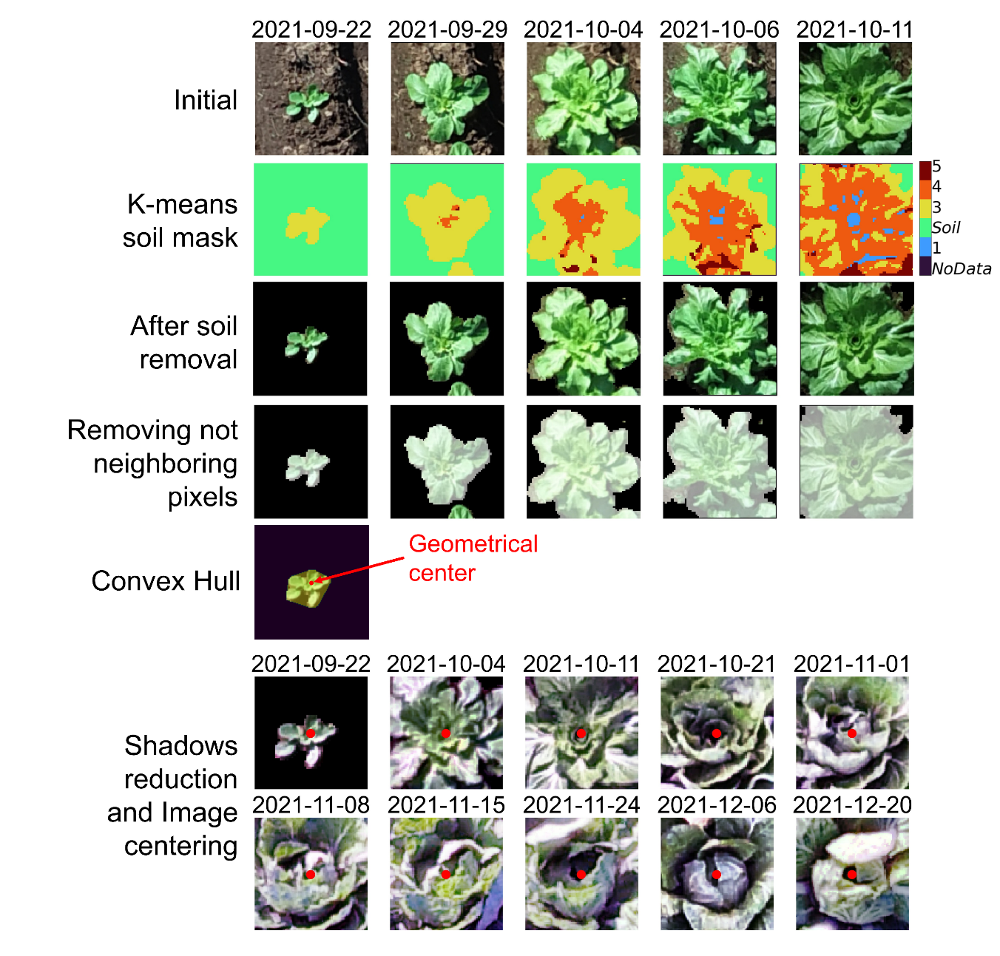 2021-09-22 2021-09-29 2021-10-04 2021-10-06 2021-10-11
Initial
K-means
soil mask
5
4
3
Soil
1
NoData
After soil
removal
Removing not
neighboring
pixels
Convex Hull
Geometrical
center
2021-09-22 2021-10-04 2021-10-11 2021-10-21 2021-11-01
Shadows
reduction
and Image
centering
2021-11-08 2021-11-15 2021-11-24 2021-12-06 2021-12-20